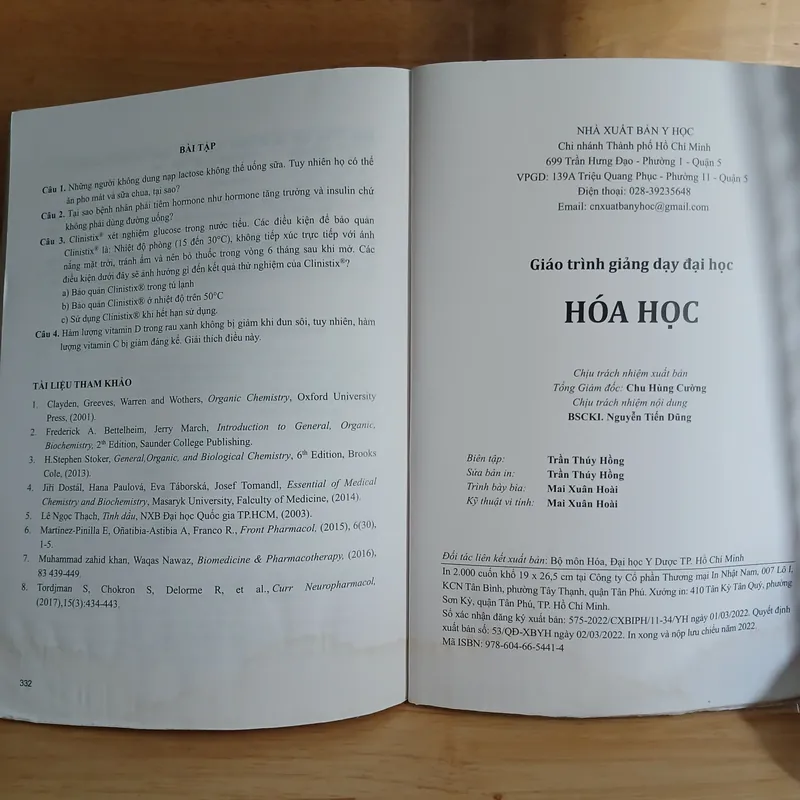 BÀI TẬP
Câu 1. Những người không dung nạp lactose không thể uống sữa. Tuy nhiên họ có thể
ăn pho mát và sữa chua, tại sao?
Câu 2. Tại sao bệnh nhân phải tiêm hormone như hormone tăng trưởng và insulin chứ
không phải dùng đường uống?
Câu 3. Clinistix® xét nghiệm glucose trong nước tiểu. Các điều kiện để bảo quản
Clinistix® là: Nhiệt độ phòng (15 đến 30°C), không tiếp xúc trực tiếp với ánh
nắng mặt trời, tránh ẩm và nên bỏ thuốc trong vòng 6 tháng sau khi mở. Các
điều kiện dưới đây sẽ ảnh hưởng gì đến kết quả thử nghiệm của Clinistix®?
a) Bảo quản Clinistix® trong tủ lạnh
b) Bảo quản Clinistix® ở nhiệt độ trên 50°C
c) Sử dụng Clinistix® khi hết hạn sử dụng.
Câu 4. Hàm lượng vitamin D trong rau xanh không bị giảm khi đun sôi, tuy nhiên, hàm
lượng vitamin C bị giảm đáng kể. Giải thích điều này.
TÀI LIỆU THAM KHẢO
1. Clayden, Greeves, Warren and Wothers, Organic Chemistry, Oxford University
Press, (2001).
2. Frederick A. Bettelheim, Jerry March, Introduction to General, Organic,
Biochemistry, 2th Edition, Saunder College Publishing.
3. H.Stephen Stoker, General,Organic, and Biological Chemistry, 6th Edition, Brooks
Cole, (2013).
4. Jiří Dostál, Hana Paulová, Eva Táborská, Josef Tomandl, Essential of Medical
Chemistry and Biochemistry, Masaryk University, Falculty of Medicine, (2014).
5. Lê Ngọc Thạch, Tinh dầu, NXB Đại học Quốc gia TP.HCM, (2003).
6. Martinez-Pinilla E, Oñatibia-Astibia A, Franco R., Front Pharmacol, (2015), 6(30),
1-5.
7. Muhammad zahid khan, Waqas Nawaz, Biomedicine & Pharmacotherapy, (2016),
83 439-449.
8. Tordjman S, Chokron S, Delorme R, et al., Curr Neuropharmacol,
(2017),15(3):434-443.
332
NHÀ XUẤT BẢN Y HỌC
Chi nhánh Thành phố Hồ Chí Minh
699 Trần Hưng Đạo - Phường 1 - Quận 5
VPGD: 139A Triệu Quang Phục - Phường 11 - Quận 5
Điện thoại: 028-39235648
Email: cnxuatbanyhoc@gmail.com
Giáo trình giảng dạy đại học
HÓA HỌC
Chịu trách nhiệm xuất bản
Tổng Giám đốc: Chu Hùng Cường
Chịu trách nhiệm nội dung
BSCKI. Nguyễn Tiến Dũng
Biên tập: Trần Thúy Hồng
Sửa bản in: Trần Thúy Hồng
Trình bày bìa: Mai Xuân Hoài
Kỹ thuật vi tính: Mai Xuân Hoài
Đối tác liên kết xuất bản: Bộ môn Hóa, Đại học Y Dược TP. Hồ Chí Minh
In 2.000 cuốn khổ 19 x 26,5 cm tại Công ty Cổ phần Thương mại In Nhật Nam, 007 Lô I,
KCN Tân Bình, phường Tây Thạnh, quận Tân Phú. Xưởng in: 410 Tân Kỳ Tân Quý, phường
Sơn Kỳ, quận Tân Phú, TP. Hồ Chí Minh.
Số xác nhận đăng ký xuất bản: 575-2022/CXBIPH/11-34/YH ngày 01/03/2022. Quyết định
xuất bản số: 53/QĐ-XBYH ngày 02/03/2022. In xong và nộp lưu chiểu năm 2022.
Mã ISBN: 978-604-66-5441-4